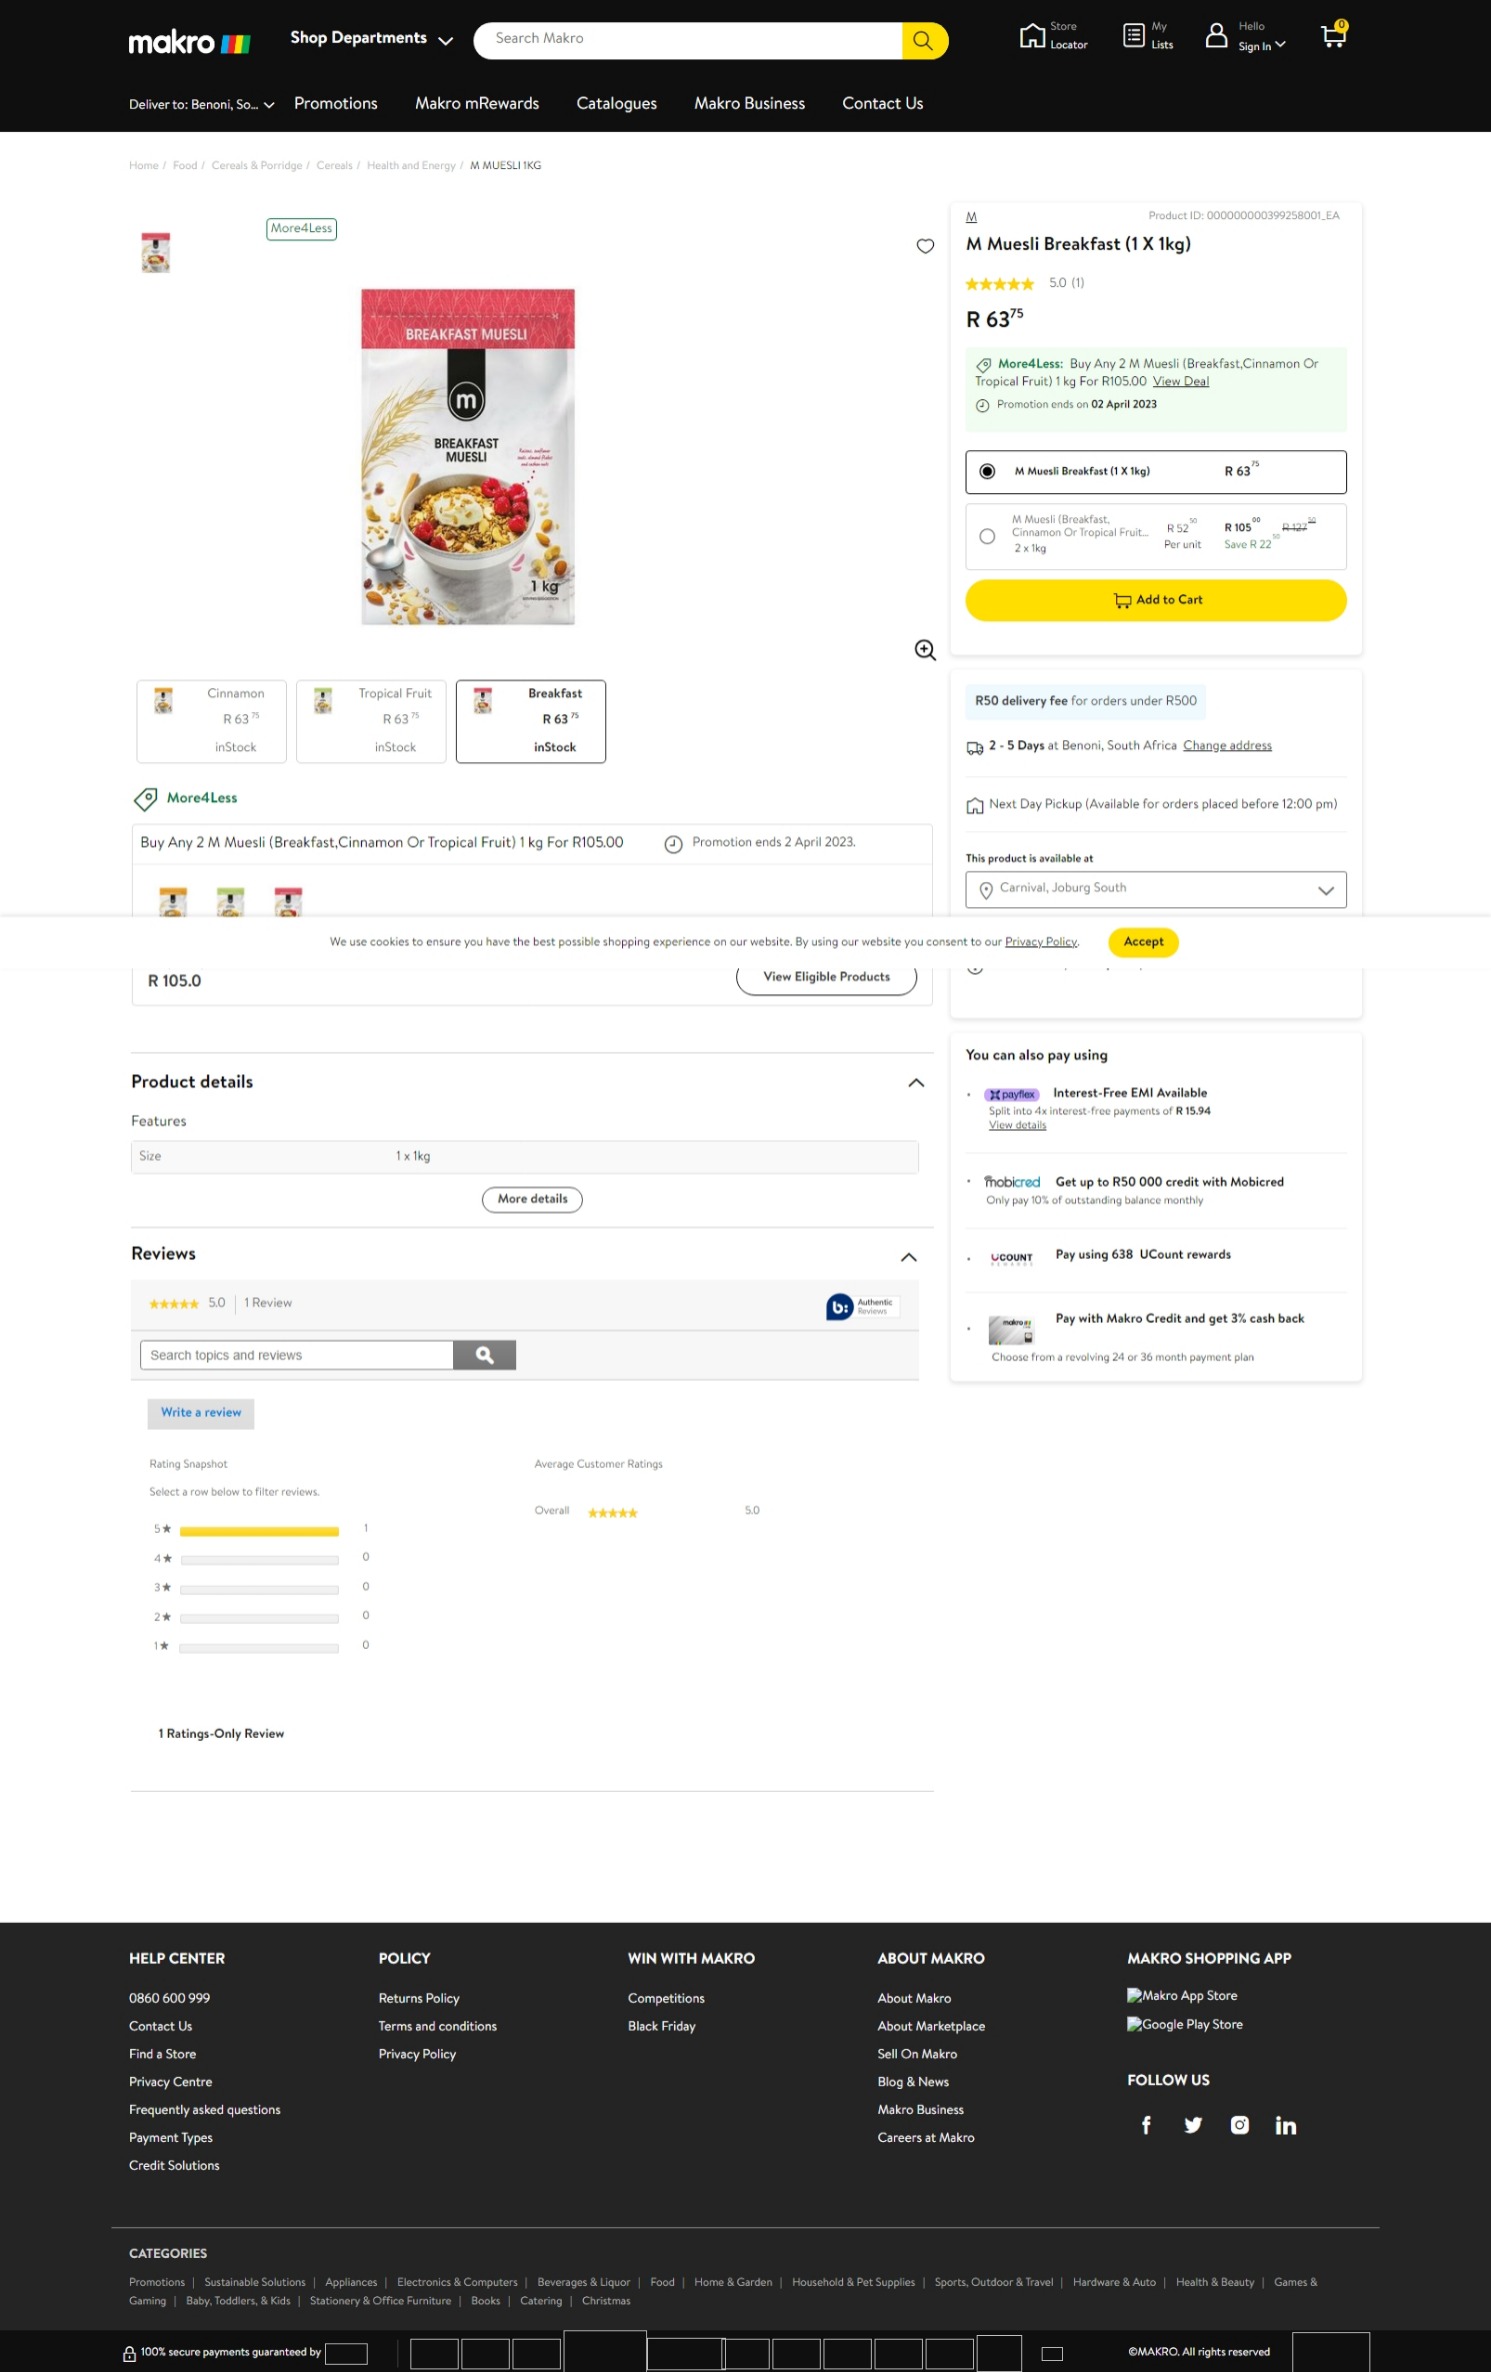 makro
Shop Departments
Search Makro
Store
Locator
My
Lists
Hello
Sign In
0
Deliver to: Benoni, So...
Promotions
Makro mRewards
Catalogues
Makro Business
Contact Us
Home / Food / Cereals & Porridge / Cereals / Health and Energy / M MUESLI 1KG
More4Less
BREAKFAST MUESLI
m
BREAKFAST
MUESLI
1 kg
M
Product ID: 000000000399258001_EA
M Muesli Breakfast (1 X 1kg)
5.0 (1)
R 63 75
More4Less: Buy Any 2 M Muesli (Breakfast,Cinnamon Or
Tropical Fruit) 1 kg For R105.00 View Deal
Promotion ends on 02 April 2023
M Muesli Breakfast (1 X 1kg) R 63 75
M Muesli (Breakfast,
Cinnamon Or Tropical Fruit...
2 x 1kg
R 52 50
Per unit
R 105 00 R 127 50
Save R 22 50
Add to Cart
Cinnamon
R 63 75
inStock
Tropical Fruit
R 63 75
inStock
Breakfast
R 63 75
inStock
More4Less
Buy Any 2 M Muesli (Breakfast,Cinnamon Or Tropical Fruit) 1 kg For R105.00
Promotion ends 2 April 2023.
R50 delivery fee for orders under R500
2 - 5 Days at Benoni, South Africa Change address
Next Day Pickup (Available for orders placed before 12:00 pm)
This product is available at
Carnival, Joburg South
We use cookies to ensure you have the best possible shopping experience on our website. By using our website you consent to our Privacy Policy.
Accept
R 105.0
View Eligible Products
Product details
Features
Size 1 x 1kg
More details
Reviews
5.0 1 Review
b: Authentic
Reviews
Search topics and reviews
Write a review
Rating Snapshot
Select a row below to filter reviews.
5★ 1
4★ 0
3★ 0
2★ 0
1★ 0
Average Customer Ratings
Overall ★★★★★ 5.0
1 Ratings-Only Review
You can also pay using
payflex Interest-Free EMI Available
Split into 4x interest-free payments of R 15.94
View details
mobicred Get up to R50 000 credit with Mobicred
Only pay 10% of outstanding balance monthly
UCOUNT
REWARDS
Pay using 638 UCount rewards
makro
Pay with Makro Credit and get 3% cash back
Choose from a revolving 24 or 36 month payment plan
HELP CENTER
0860 600 999
Contact Us
Find a Store
Privacy Centre
Frequently asked questions
Payment Types
Credit Solutions
POLICY
Returns Policy
Terms and conditions
Privacy Policy
WIN WITH MAKRO
Competitions
Black Friday
ABOUT MAKRO
About Makro
About Marketplace
Sell On Makro
Blog & News
Makro Business
Careers at Makro
MAKRO SHOPPING APP
Makro App Store
Google Play Store
FOLLOW US
CATEGORIES
Promotions | Sustainable Solutions | Appliances | Electronics & Computers | Beverages & Liquor | Food | Home & Garden | Household & Pet Supplies | Sports, Outdoor & Travel | Hardware & Auto | Health & Beauty | Games &
Gaming | Baby, Toddlers, & Kids | Stationery & Office Furniture | Books | Catering | Christmas
100% secure payments guaranteed by
©MAKRO. All rights reserved